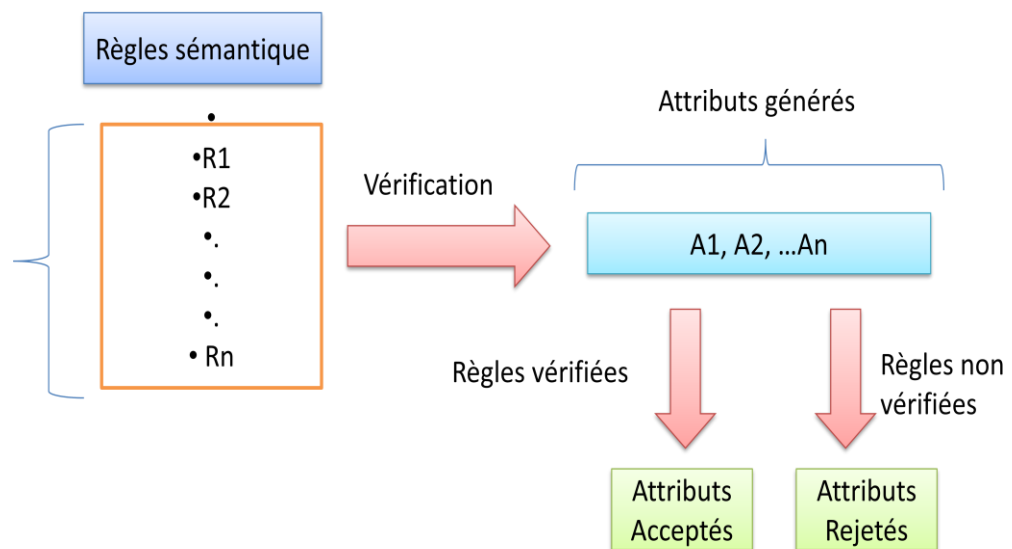 Règles sémantique
•
•R1
•R2
•.
•.
•.
• Rn
Vérification
Attributs générés
A1, A2, ...An
Règles vérifiées
Règles non
vérifiées
Attributs
Acceptés
Attributs
Rejetés